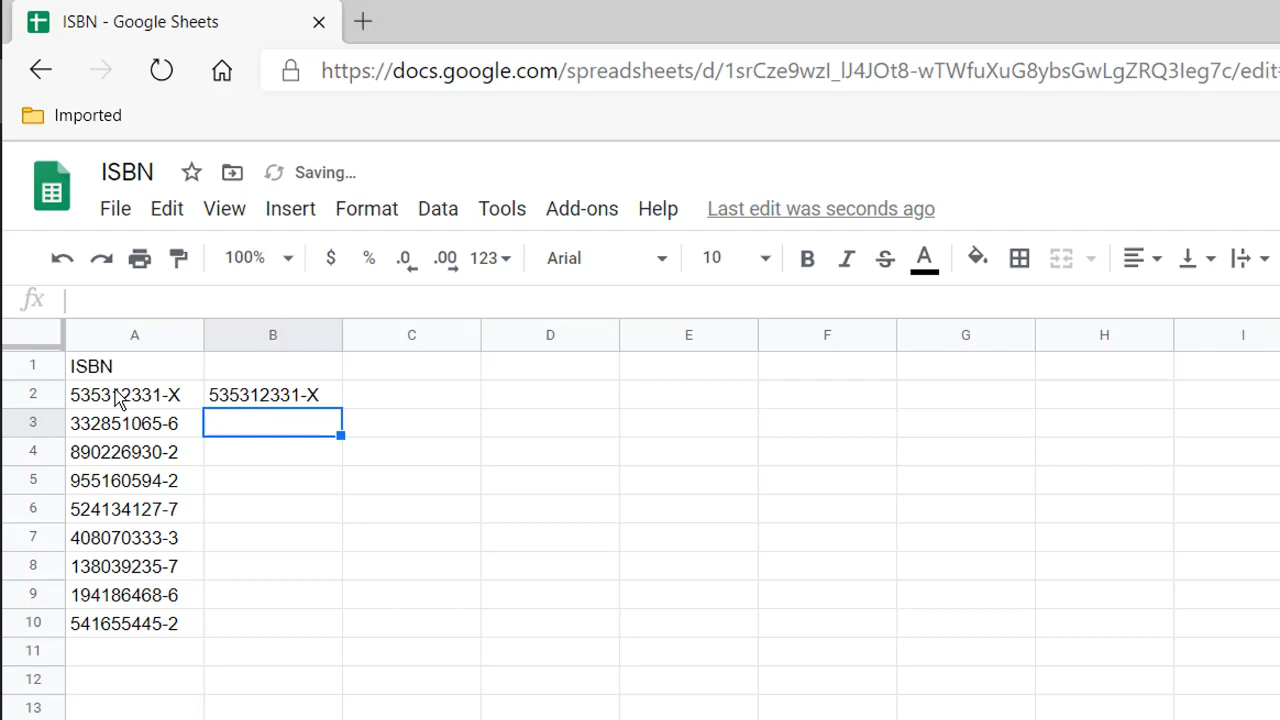 ISBN - Google Sheets
https://docs.google.com/spreadsheets/d/1srCze9wzI_lJ4JOt8-wTWfuXuG8ybsGwLgZRQ3Ieg7c/edit
Imported
ISBN Saving...
File Edit View Insert Format Data Tools Add-ons Help Last edit was seconds ago
100% $ % .0 .00 123 Arial 10 B I S A
fx
A B C D E F G H I
1 ISBN
2 535312331-X 535312331-X
3 332851065-6
4 890226930-2
5 955160594-2
6 524134127-7
7 408070333-3
8 138039235-7
9 194186468-6
10 541655445-2
11
12
13